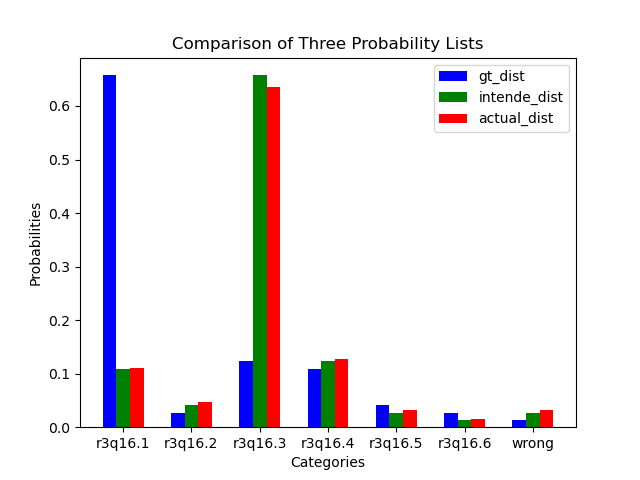 Comparison of Three Probability Lists
gt_dist
intende_dist
actual_dist
Probabilities
0.6
0.5
0.4
0.3
0.2
0.1
0.0
r3q16.1 r3q16.2 r3q16.3 r3q16.4 r3q16.5 r3q16.6 wrong
Categories